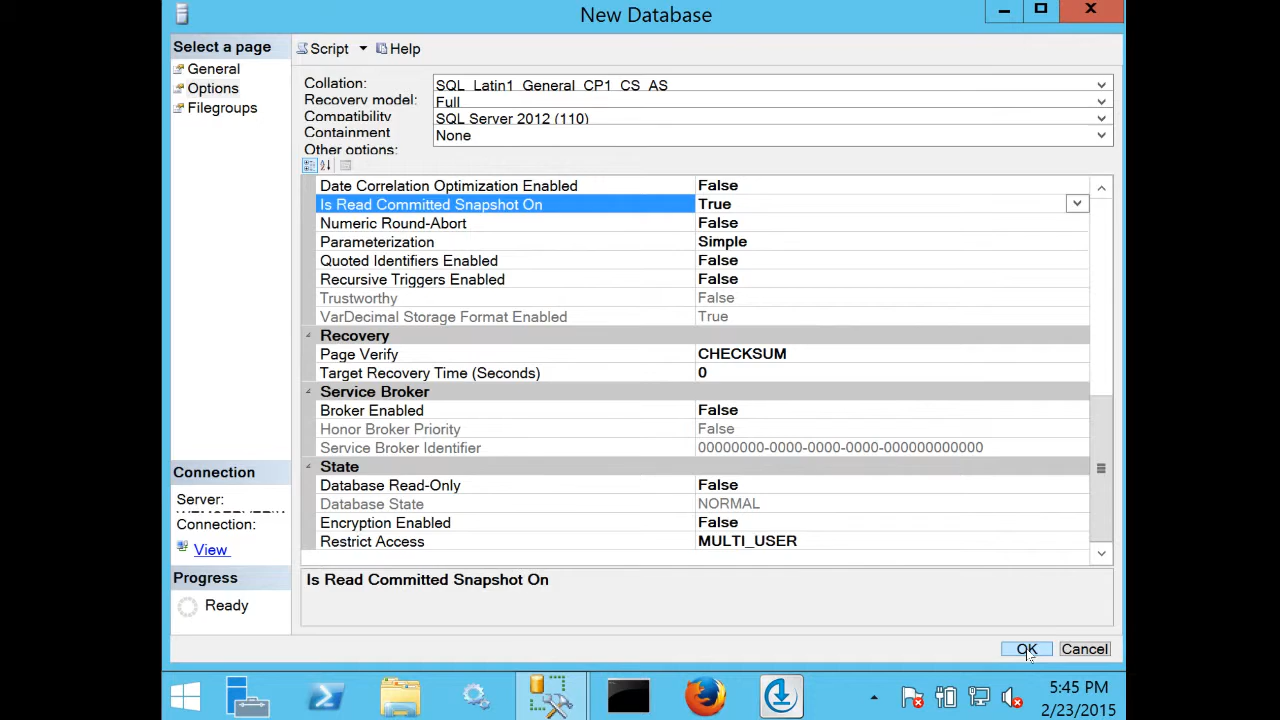 New Database
Select a page
General
Options
Filegroups
Script
Help
Collation: SQL_Latin1_General_CP1_CS_AS
Recovery model: Full
Compatibility SQL Server 2012 (110)
Containment None
Other options:
Date Correlation Optimization Enabled False
Is Read Committed Snapshot On True
Numeric Round-Abort False
Parameterization Simple
Quoted Identifiers Enabled False
Recursive Triggers Enabled False
Trustworthy False
VarDecimal Storage Format Enabled True
Recovery
Page Verify CHECKSUM
Target Recovery Time (Seconds) 0
Service Broker
Broker Enabled False
Honor Broker Priority False
Service Broker Identifier 00000000-0000-0000-0000-000000000000
State
Database Read-Only False
Database State NORMAL
Encryption Enabled False
Restrict Access MULTI_USER
Is Read Committed Snapshot On
Connection
Server:
Connection:
View
Progress
Ready
OK
Cancel
5:45 PM
2/23/2015